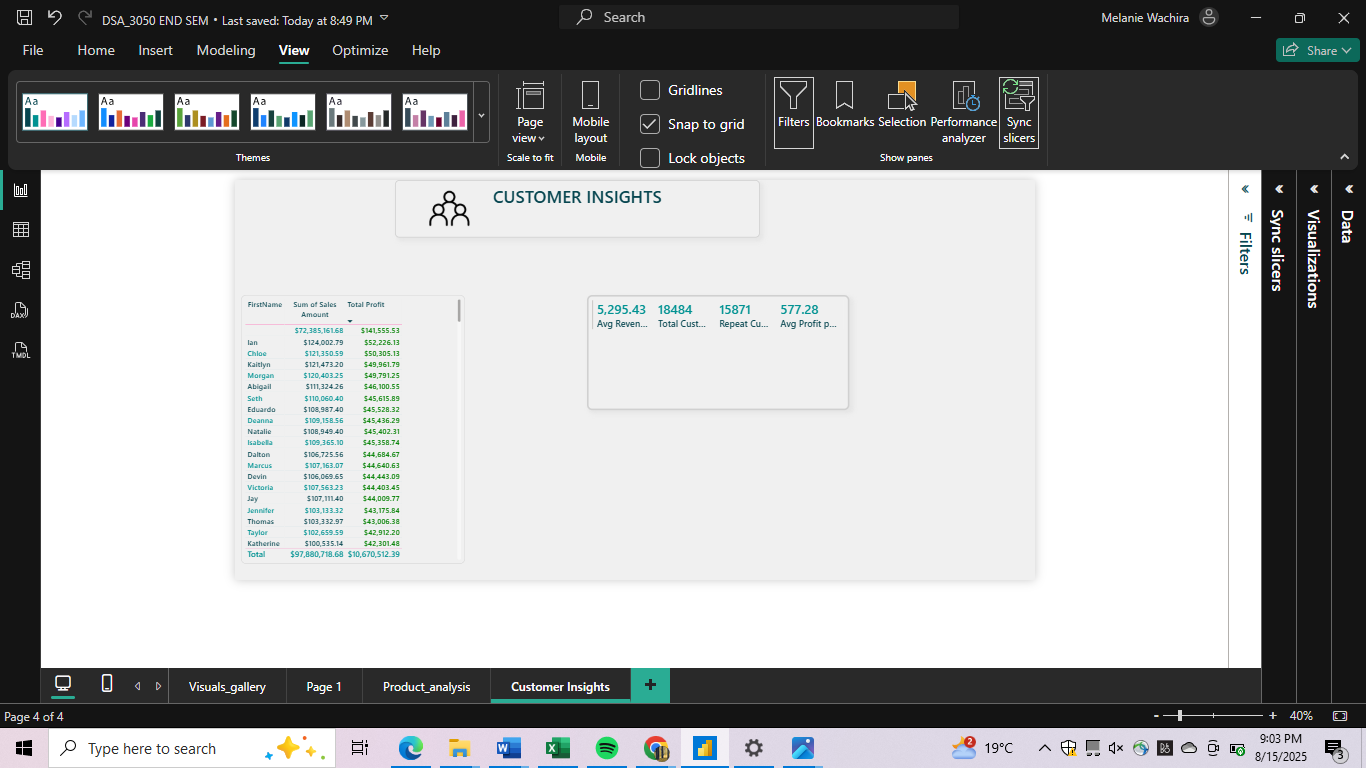 DSA_3050 END SEM • Last saved: Today at 8:49 PM
Search
Melanie Wachira
File Home Insert Modeling View Optimize Help
Share
Aa Aa Aa Aa Aa Aa
Themes
Page view
Scale to fit
Mobile layout
Mobile
Gridlines
Snap to grid
Lock objects
Filters
Bookmarks
Selection
Performance analyzer
Sync slicers
Show panes
DAX
TMDL
CUSTOMER INSIGHTS
FirstName Sum of Sales Amount Total Profit
$72,385,161.68 $141,555.53
Ian $124,002.79 $52,226.13
Chloe $121,350.59 $50,305.13
Kaitlyn $121,473.20 $49,961.79
Morgan $120,403.25 $49,791.25
Abigail $111,324.26 $46,100.55
Seth $110,060.40 $45,615.89
Eduardo $108,987.40 $45,528.32
Deanna $109,158.56 $45,436.29
Natalie $108,949.40 $45,402.31
Isabella $109,365.10 $45,358.74
Dalton $106,725.56 $44,684.67
Marcus $107,163.07 $44,640.63
Devin $106,069.65 $44,443.09
Victoria $107,563.23 $44,403.45
Jay $107,111.40 $44,009.77
Jennifer $103,133.32 $43,175.84
Thomas $103,332.97 $43,006.38
Taylor $102,659.59 $42,912.20
Katherine $100,535.14 $42,301.48
Total $97,880,718.68 $10,670,512.39
5,295.43 18484 15871 577.28
Avg Reven... Total Cust... Repeat Cu... Avg Profit p...
Filters
Sync slicers
Visualizations
Data
Visuals_gallery Page 1 Product_analysis Customer Insights +
Page 4 of 4
- + 40%
Type here to search
2
19°C
9:03 PM
8/15/2025
3